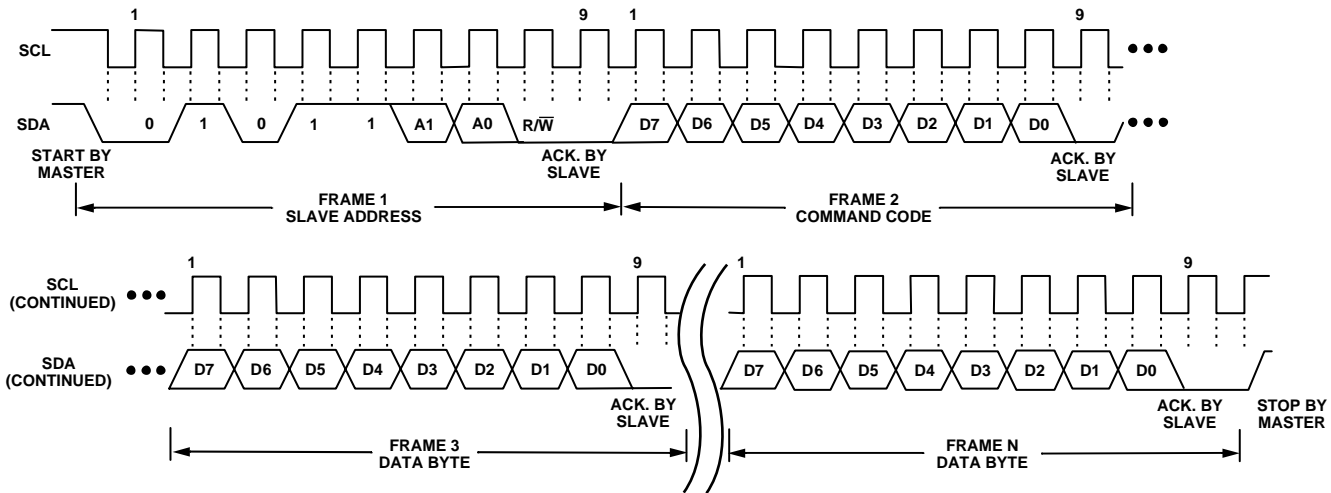 1 9 1 9
SCL
SDA 0 1 0 1 1 A1 A0 R/W̅ D7 D6 D5 D4 D3 D2 D1 D0
START BY
MASTER
ACK. BY
SLAVE
ACK. BY
SLAVE
FRAME 1
SLAVE ADDRESS
FRAME 2
COMMAND CODE
1 9 1 9
SCL
(CONTINUED)
SDA
(CONTINUED)
D7 D6 D5 D4 D3 D2 D1 D0 D7 D6 D5 D4 D3 D2 D1 D0
ACK. BY
SLAVE
ACK. BY
SLAVE
STOP BY
MASTER
FRAME 3
DATA BYTE
FRAME N
DATA BYTE